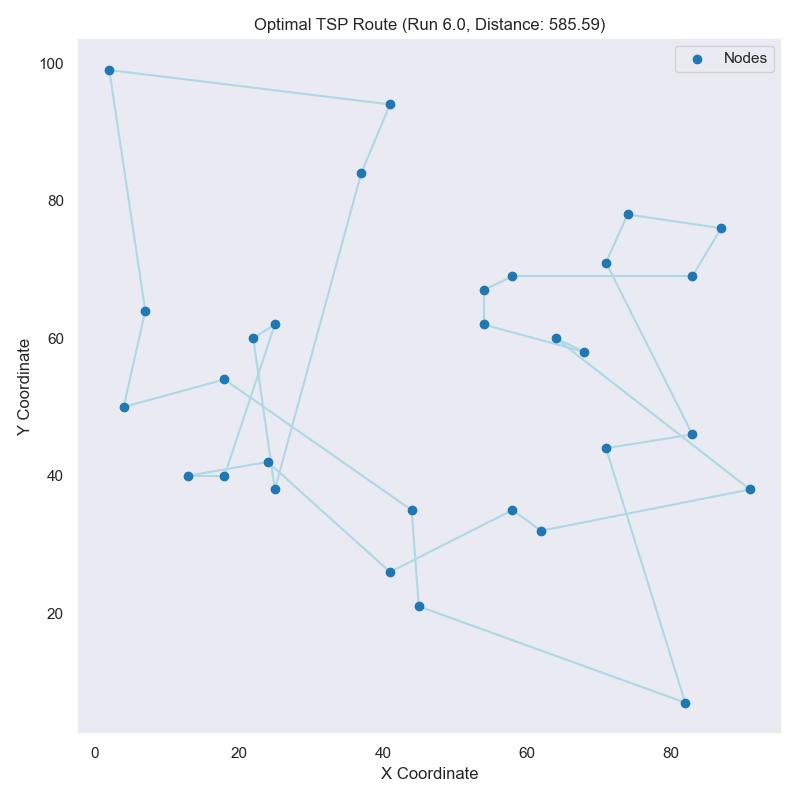 Optimal TSP Route (Run 6.0, Distance: 585.59)
Nodes
100
80
60
40
20
Y Coordinate
0 20 40 60 80
X Coordinate